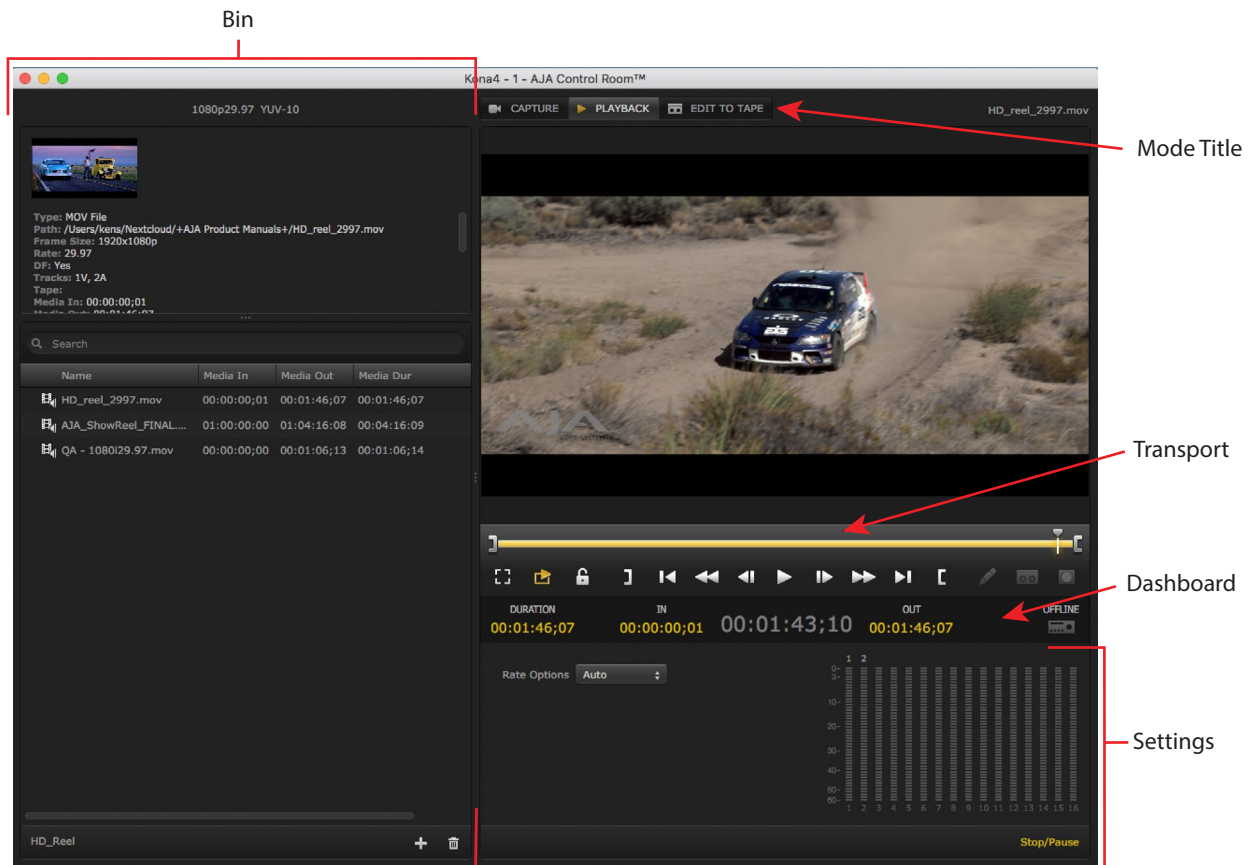 Bin
Kona4 - 1 - AJA Control Room™
1080p29.97 YUV-10
CAPTURE PLAYBACK EDIT TO TAPE
HD_reel_2997.mov
Mode Title
Type: MOV File
Path: /Users/kens/Nextcloud/+AJA Product Manuals+/HD_reel_2997.mov
Frame Size: 1920x1080p
Rate: 29.97
DF: Yes
Tracks: 1V, 2A
Tape:
Media In: 00:00:00;01
Media Out: 00:01:46;07
Search
Name Media In Media Out Media Dur
HD_reel_2997.mov 00:00:00;01 00:01:46;07 00:01:46;07
AJA_ShowReel_FINAL.... 01:00:00:00 01:04:16:08 00:04:16:09
QA - 1080i29.97.mov 00:00:00;00 00:01:06;13 00:01:06;14
AJA
Transport
Dashboard
DURATION IN OUT OFFLINE
00:01:46;07 00:00:00;01 00:01:43;10 00:01:46;07
Rate Options Auto
1 2
0-
3-
10-
20-
30-
40-
50-
60-
1 2 3 4 5 6 7 8 9 10 11 12 13 14 15 16
Settings
HD_Reel
Stop/Pause